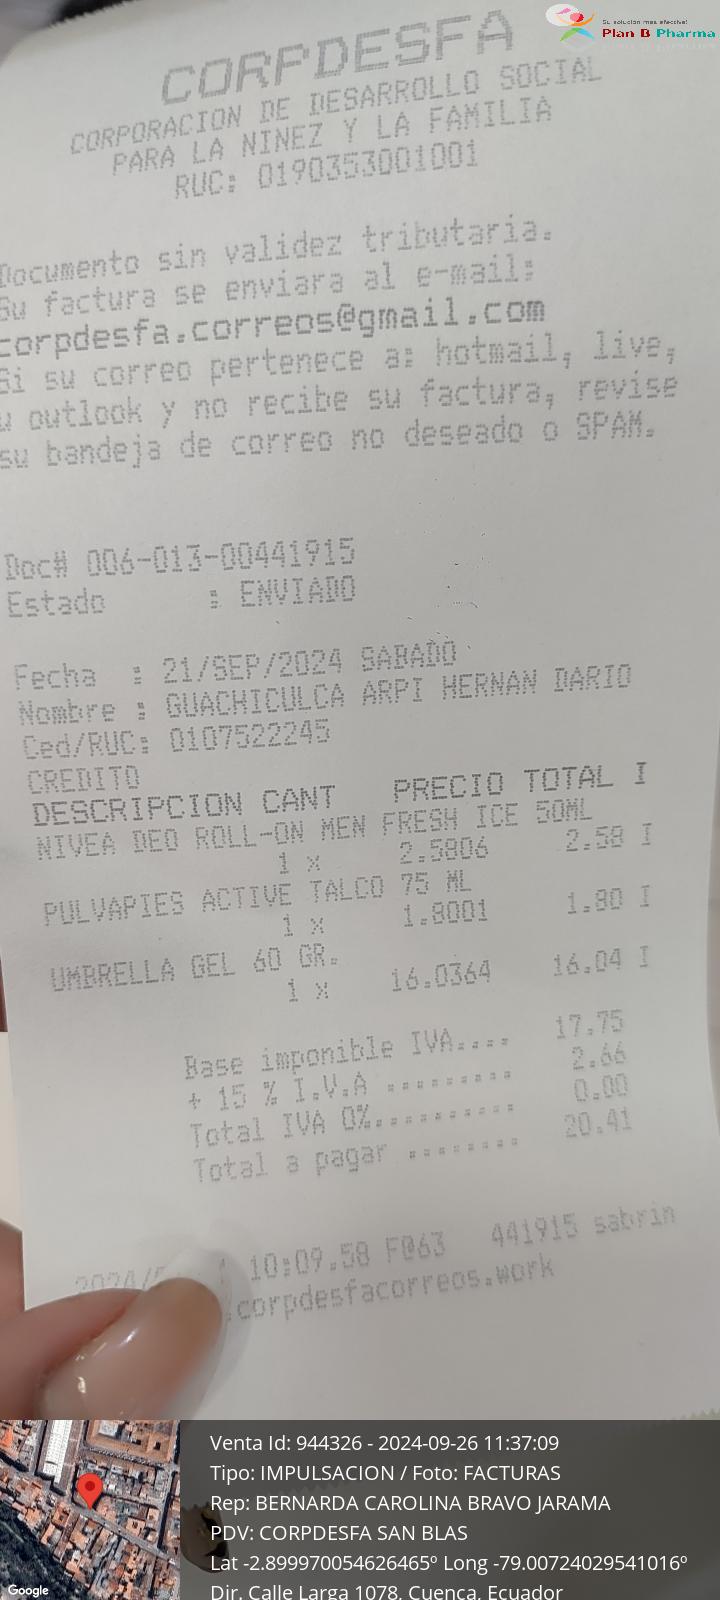 Su solución más efectiva!
Plan B Pharma
CORPDESFA
CORPORACION DE DESARROLLO SOCIAL
PARA LA NINEZ Y LA FAMILIA
RUC: 0190353001001
Documento sin validez tributaria.
Su factura se enviara al e-mail:
corpdesfa.correos@gmail.com
Si su correo pertenece a: hotmail, live,
u outlook y no recibe su factura, revise
su bandeja de correo no deseado o SPAM.
Doc# 006-013-00441915
Estado : ENVIADO
Fecha : 21/SEP/2024 SABADO
Nombre : GUACHICULCA ARPI HERNAN DARIO
Ced/RUC: 0107522245
CREDITO
DESCRIPCION CANT PRECIO TOTAL I
NIVEA DEO ROLL-ON MEN FRESH ICE 50ML
1 x 2.5806 2.58 I
PULVAPIES ACTIVE TALCO 75 ML
1 x 1.8001 1.80 I
UMBRELLA GEL 60 GR.
1 x 16.0364 16.04 I
Base imponible IVA.... 17.75
+ 15 % I.V.A ......... 2.66
Total IVA 0%.......... 0.00
Total a pagar ........ 20.41
10:09.58 F@63 441915 sabrin
.corpdesfacorreos.work
Venta Id: 944326 - 2024-09-26 11:37:09
Tipo: IMPULSACION / Foto: FACTURAS
Rep: BERNARDA CAROLINA BRAVO JARAMA
PDV: CORPDESFA SAN BLAS
Lat -2.899970054626465º Long -79.00724029541016º
Dir. Calle Larga 1078, Cuenca, Ecuador
Google